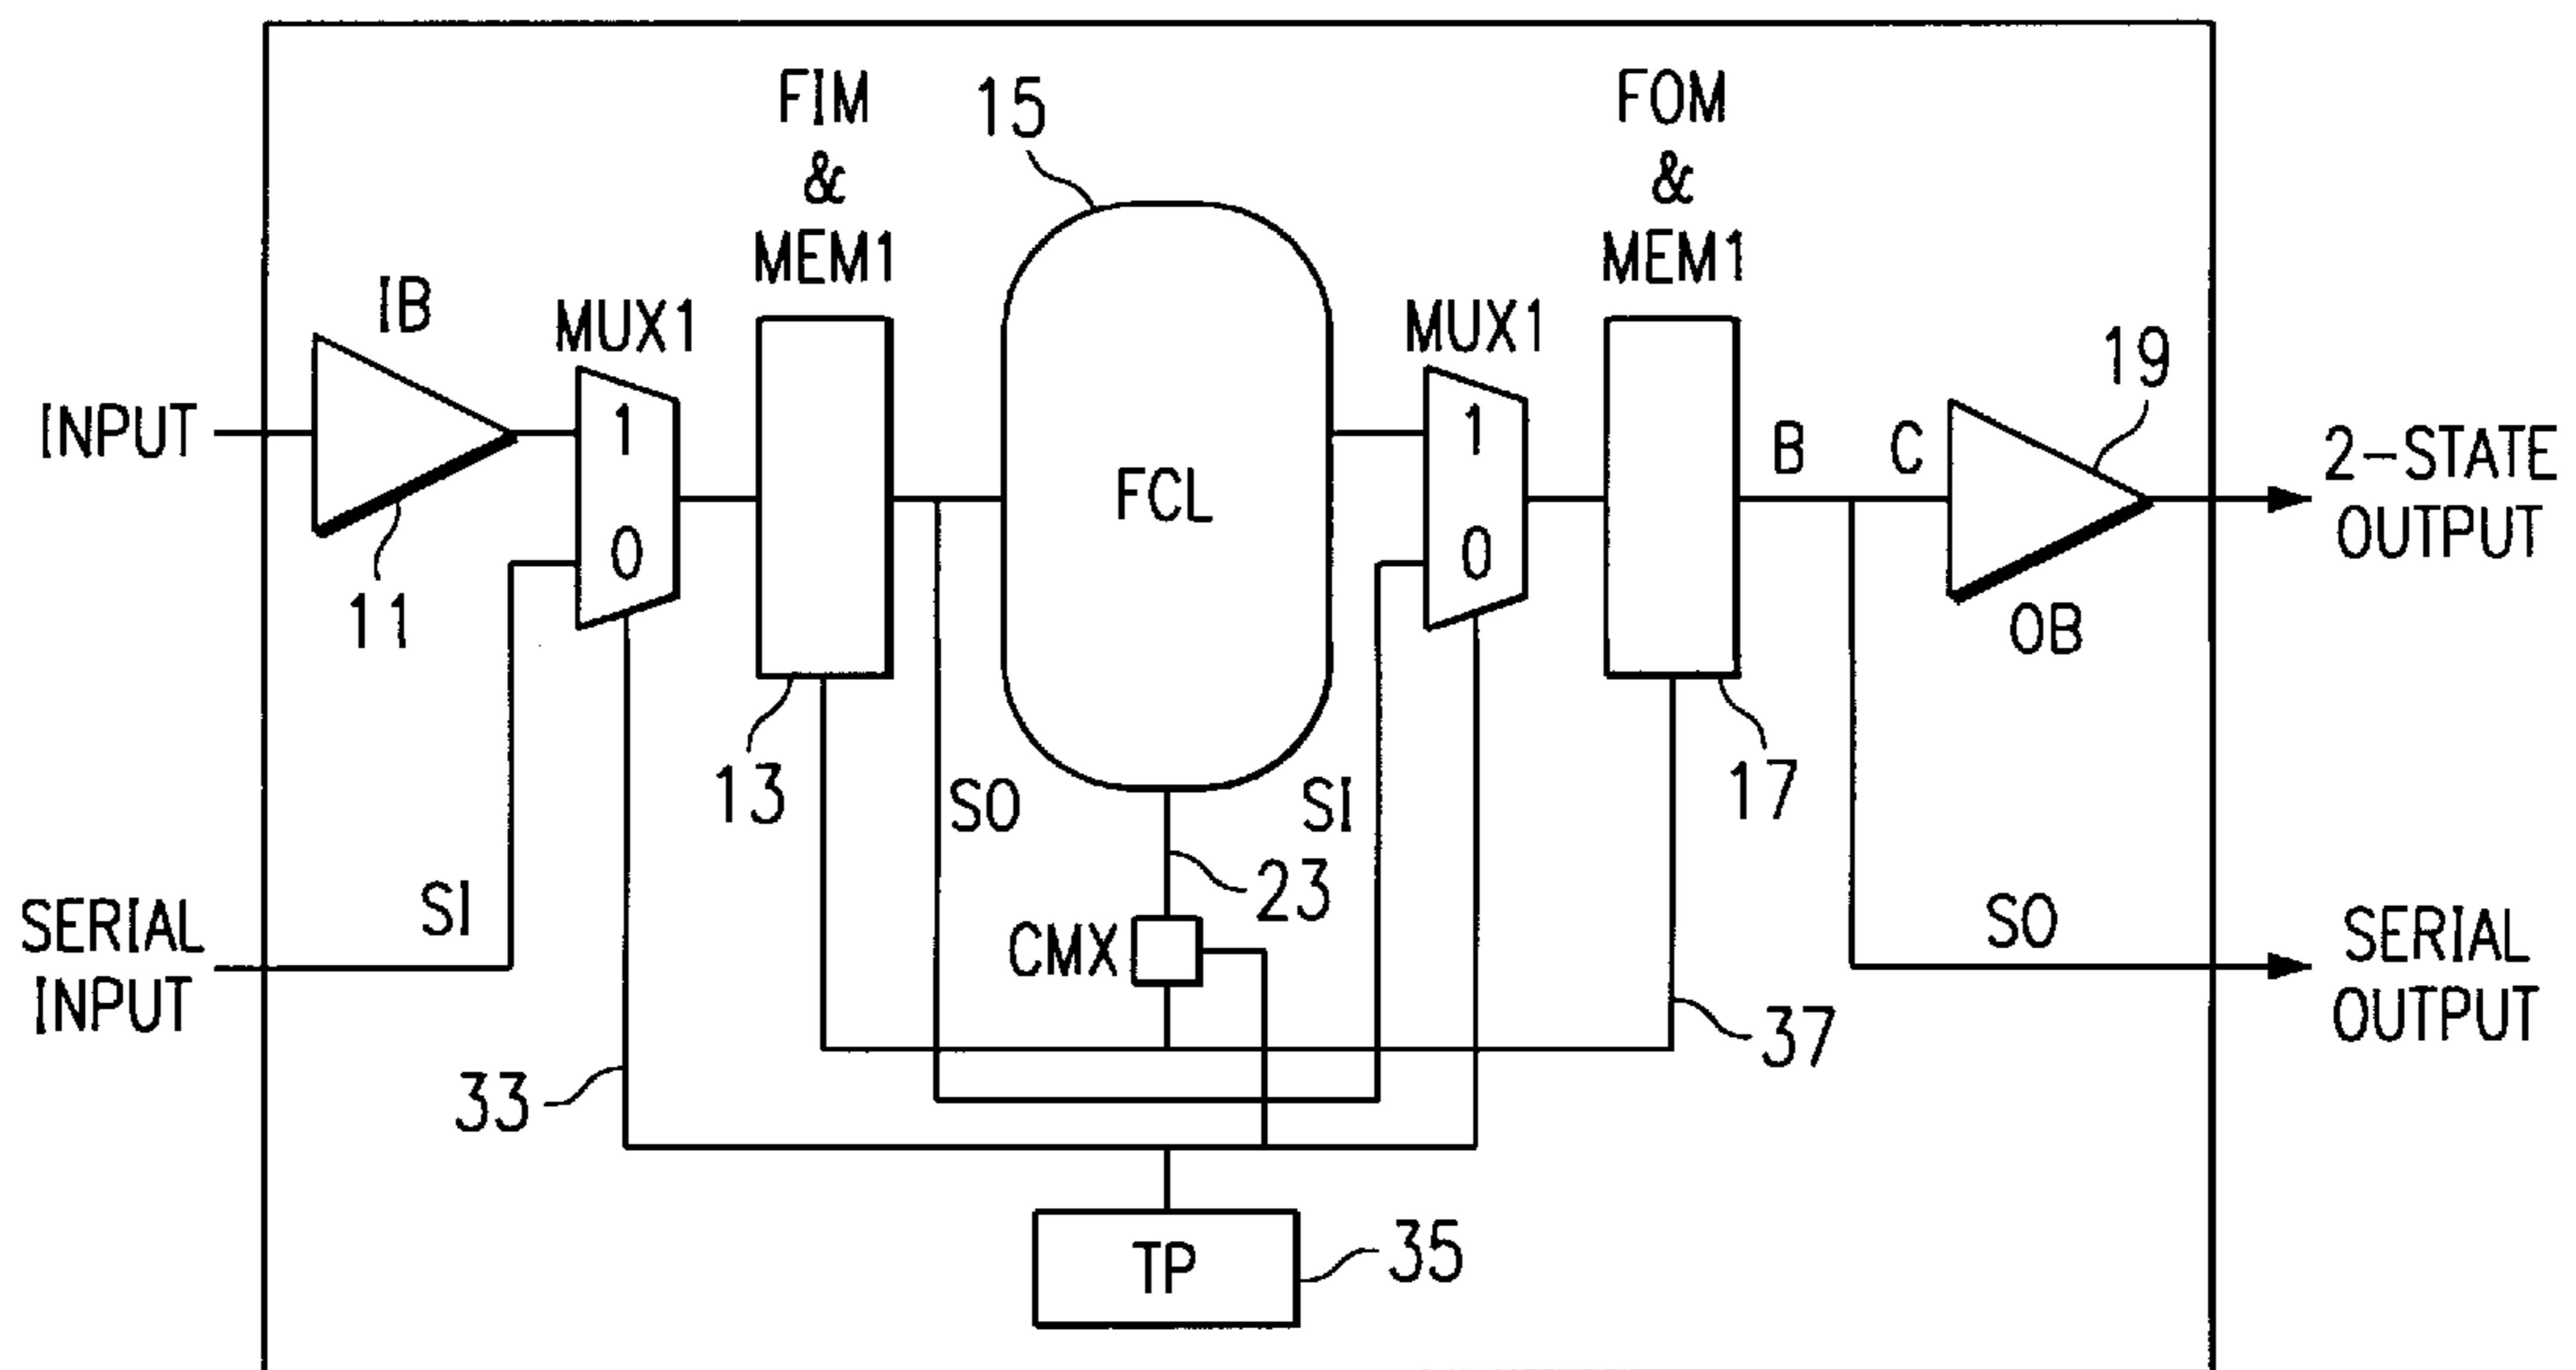 FIM
&
MEM1
15
FOM
&
MEM1
IB
MUX1
MUX1
19
INPUT
1
0
FCL
1
0
B
C
2-STATE
OUTPUT
11
OB
13
SO
SI
17
23
SI
CMX
SO
SERIAL
INPUT
SERIAL
OUTPUT
37
33
TP
35